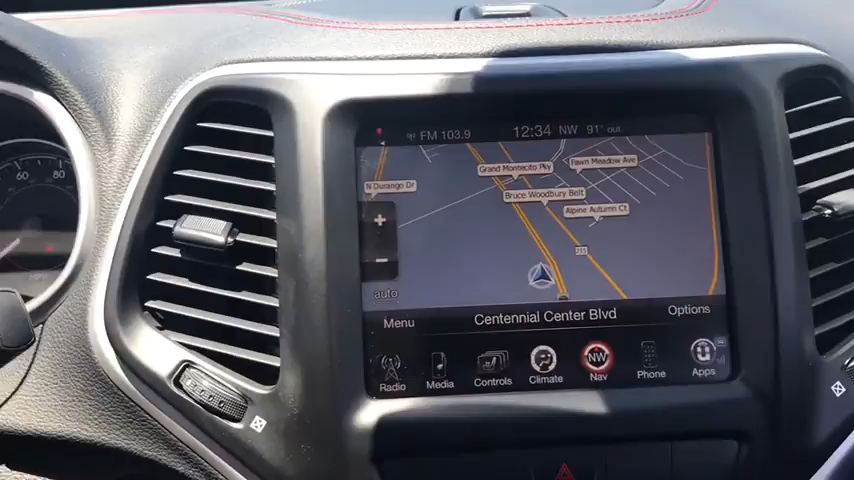 FM 103.9 12:34 NW 91° out.
Fawn Meadow Ave
Grand Montecito Pky
N Durango Dr
Bruce Woodbury Belt
Alpine Autumn Ct
215
+
-
auto
Menu Centennial Center Blvd Options
NW
Radio Media Controls Climate Nav Phone Apps
60 80